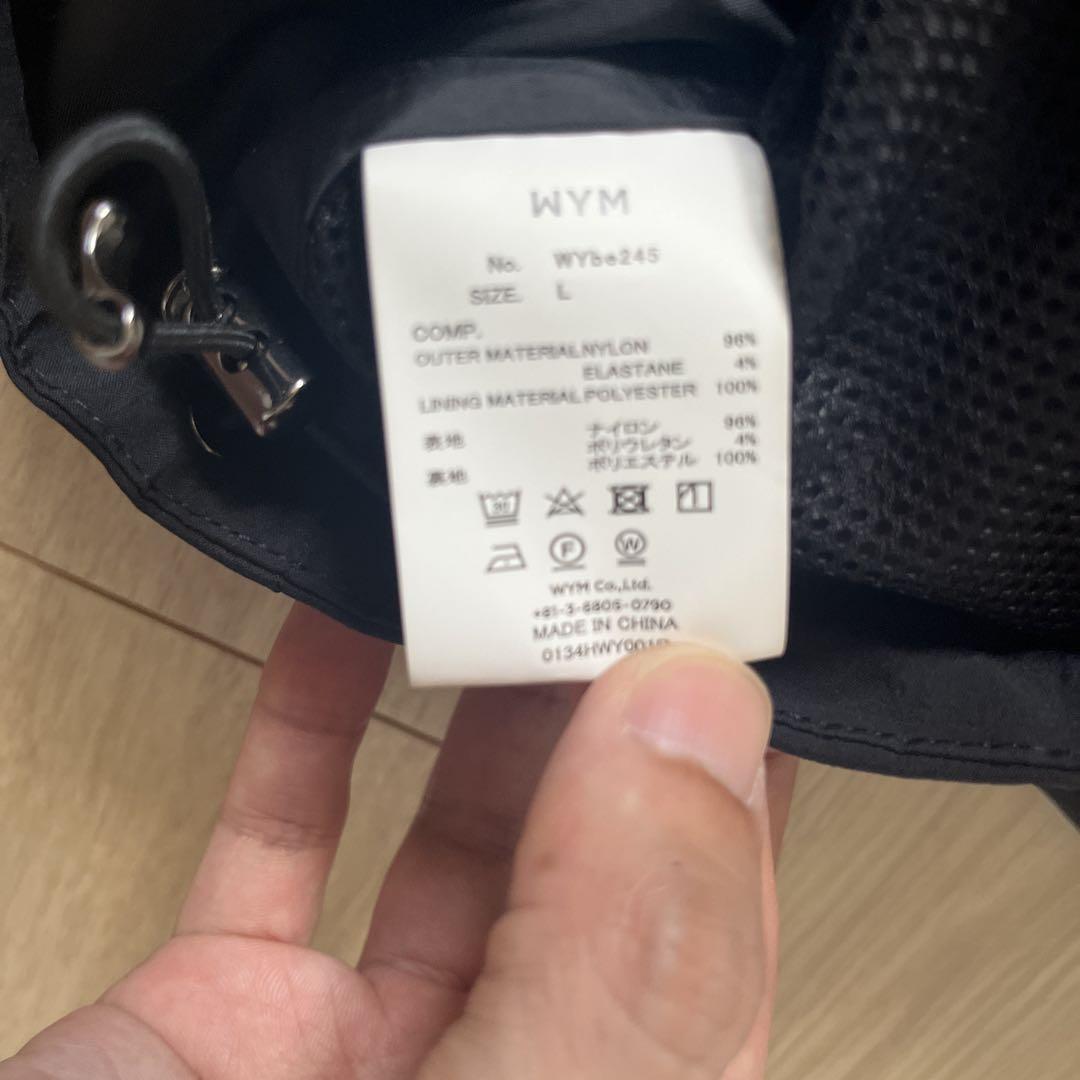 WYM
No. WYbe245
SIZE. L
COMP.
OUTER MATERIAL NYLON 96%
ELASTANE 4%
LINING MATERIAL POLYESTER 100%
表地 ナイロン 96%
ポリウレタン 4%
裏地 ポリエステル 100%
30
F W
WYM Co.,Ltd.
+81-3-8805-0790
MADE IN CHINA